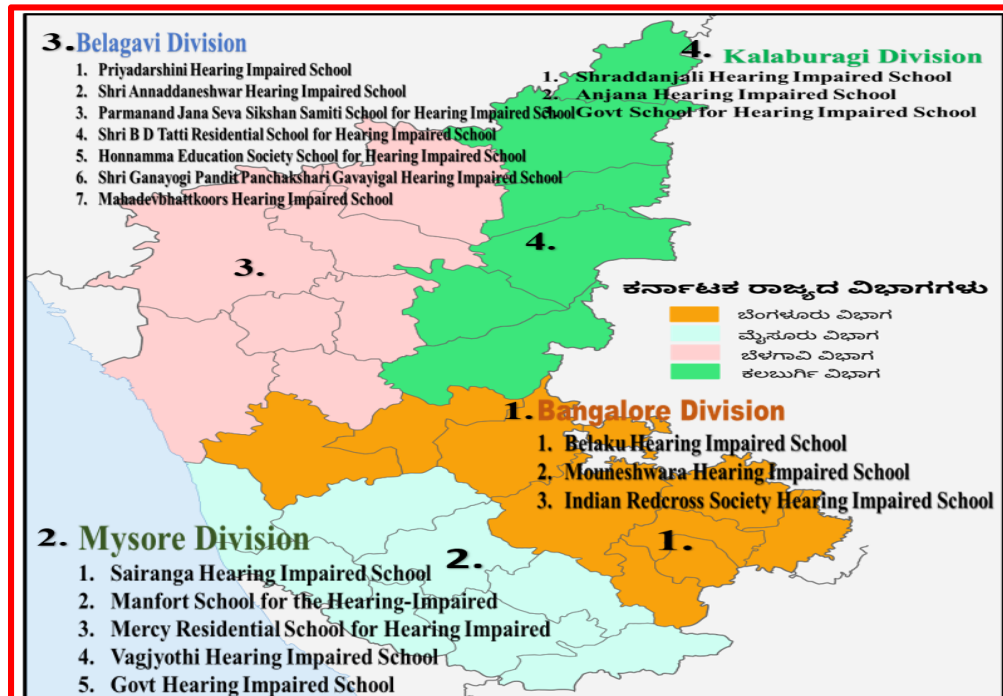 3. Belagavi Division
1. Priyadarshini Hearing Impaired School
2. Shri Annaddaneshwar Hearing Impaired School
3. Parmanand Jana Seva Sikshan Samiti School for Hearing Impaired School
4. Shri B D Tatti Residential School for Hearing Impaired School
5. Honnamma Education Society School for Hearing Impaired School
6. Shri Ganayogi Pandit Panchakshari Gavayigal Hearing Impaired School
7. Mahadevbhattkoors Hearing Impaired School
4. Kalaburagi Division
1. Shraddanjali Hearing Impaired School
2. Anjana Hearing Impaired School
3. Govt School for Hearing Impaired School
4.
3.
ಕರ್ನಾಟಕ ರಾಜ್ಯದ ವಿಭಾಗಗಳು
ಬೆಂಗಳೂರು ವಿಭಾಗ
ಮೈಸೂರು ವಿಭಾಗ
ಬೆಳಗಾವಿ ವಿಭಾಗ
ಕಲಬುರ್ಗಿ ವಿಭಾಗ
1. Bangalore Division
1. Belaku Hearing Impaired School
2. Mouneshwara Hearing Impaired School
3. Indian Redcross Society Hearing Impaired School
1.
2.
2. Mysore Division
1. Sairanga Hearing Impaired School
2. Manfort School for the Hearing-Impaired
3. Mercy Residential School for Hearing Impaired
4. Vagjyothi Hearing Impaired School
5. Govt Hearing Impaired School